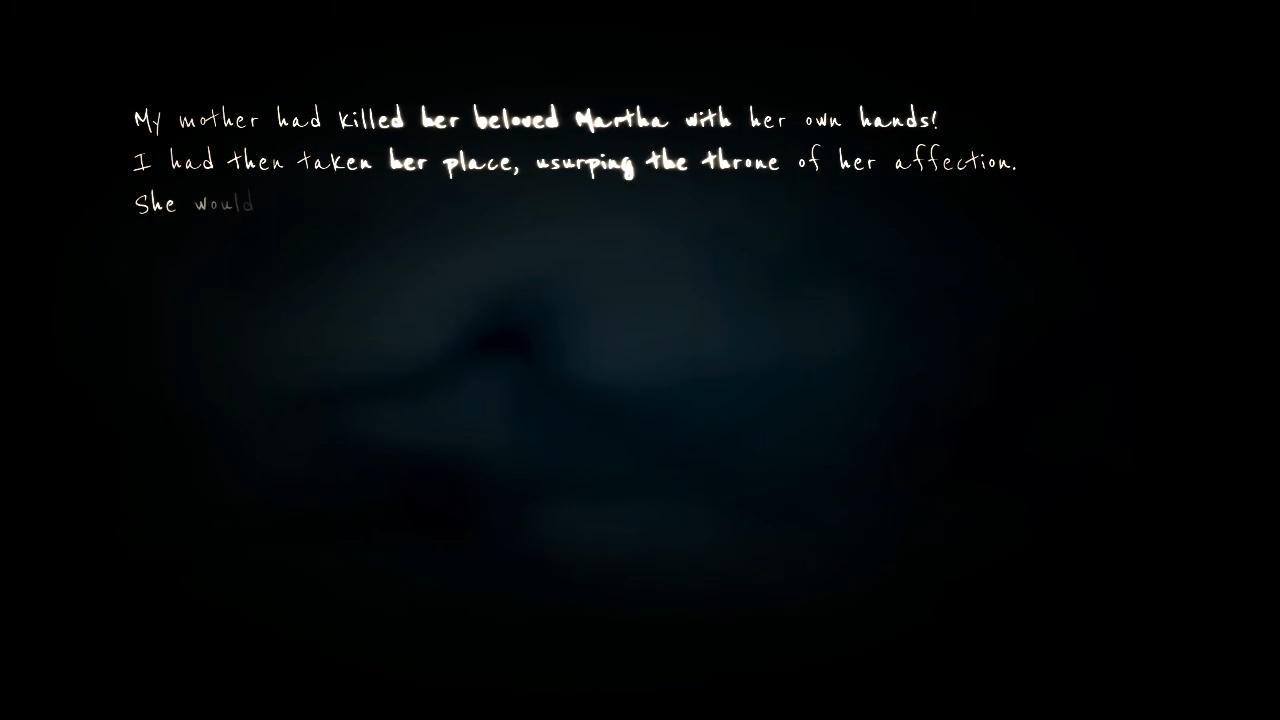 My mother had killed her beloved Martha with her own hands!
I had then taken her place, usurping the throne of her affection.
She would